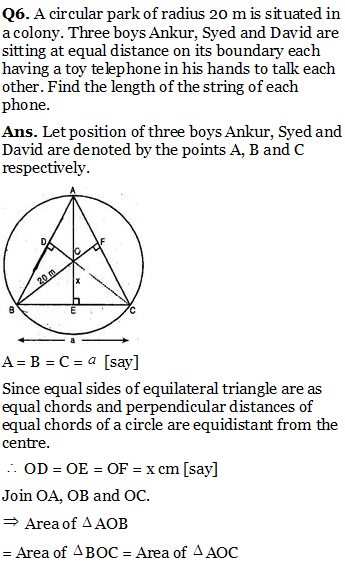 Q6. A circular park of radius 20 m is situated in
a colony. Three boys Ankur, Syed and David are
sitting at equal distance on its boundary each
having a toy telephone in his hands to talk each
other. Find the length of the string of each
phone.
Ans. Let position of three boys Ankur, Syed and
David are denoted by the points A, B and C
respectively.
A
D
F
O
20 m
x
B
E
C
a
A = B = C = a [say]
Since equal sides of equilateral triangle are as
equal chords and perpendicular distances of
equal chords of a circle are equidistant from the
centre.
∴ OD = OE = OF = x cm [say]
Join OA, OB and OC.
⇒ Area of Δ AOB
= Area of Δ BOC = Area of Δ AOC